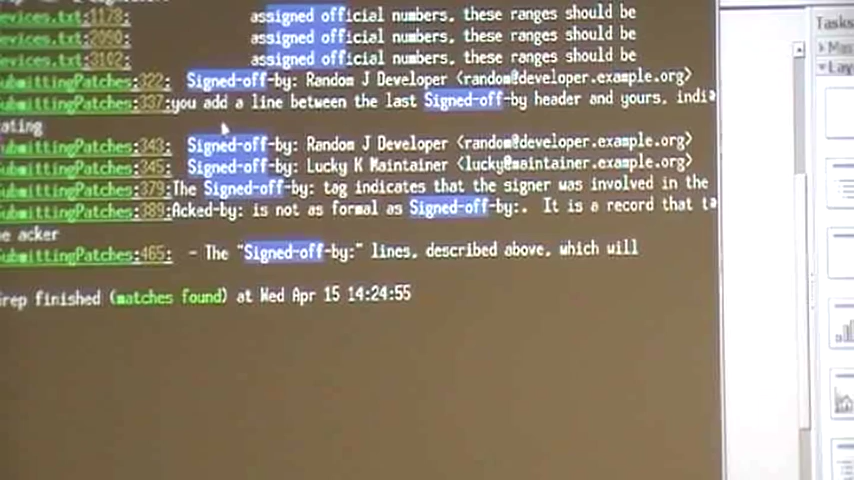 evices.txt:1178: assigned official numbers, these ranges should be
evices.txt:2090: assigned official numbers, these ranges should be
evices.txt:3102: assigned official numbers, these ranges should be
ubmittingPatches:322: Signed-off-by: Random J Developer <random@developer.example.org>
ubmittingPatches:337:you add a line between the last Signed-off-by header and yours, indi
ating
ubmittingPatches:343: Signed-off-by: Random J Developer <random@developer.example.org>
ubmittingPatches:345: Signed-off-by: Lucky K Maintainer <lucky@maintainer.example.org>
ubmittingPatches:379:The Signed-off-by: tag indicates that the signer was involved in the
ubmittingPatches:389:Acked-by: is not as formal as Signed-off-by:. It is a record that t
e acker
ubmittingPatches:465: - The "Signed-off-by:" lines, described above, which will
rep finished (matches found) at Wed Apr 15 14:24:55
Tasks
Mas
Lay